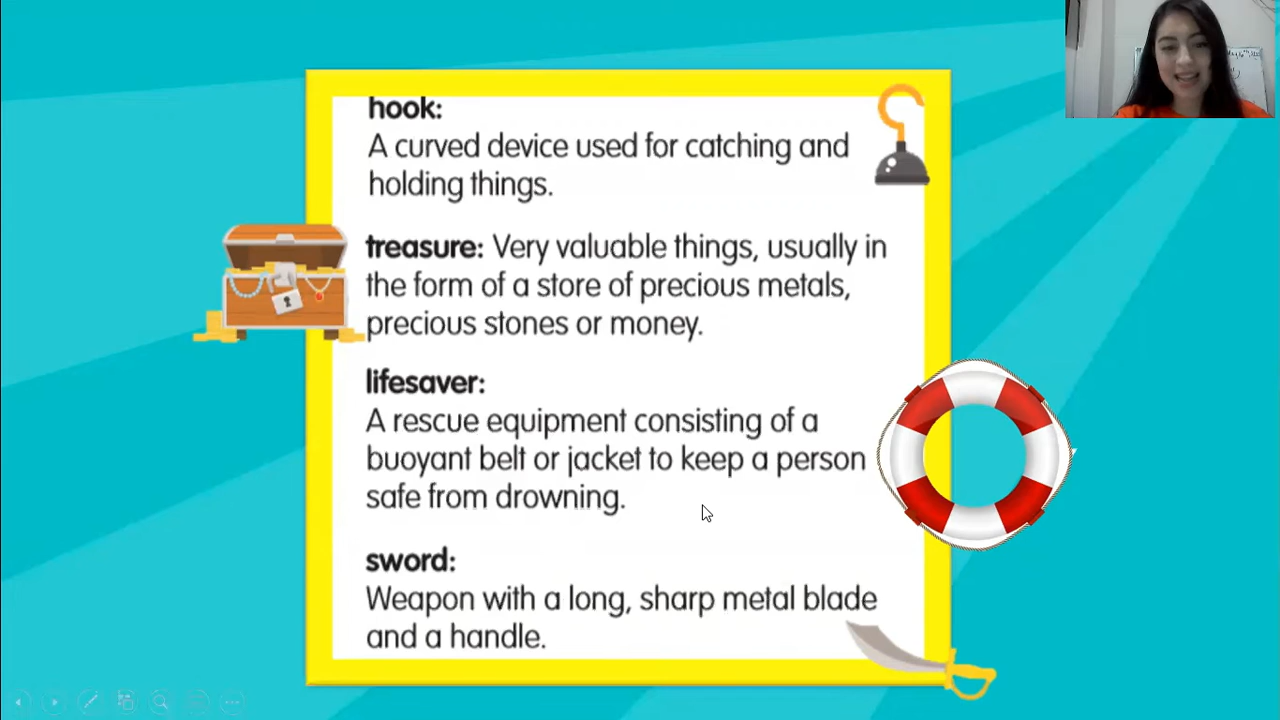 hook:
A curved device used for catching and
holding things.
treasure: Very valuable things, usually in
the form of a store of precious metals,
precious stones or money.
lifesaver:
A rescue equipment consisting of a
buoyant belt or jacket to keep a person
safe from drowning.
sword:
Weapon with a long, sharp metal blade
and a handle.